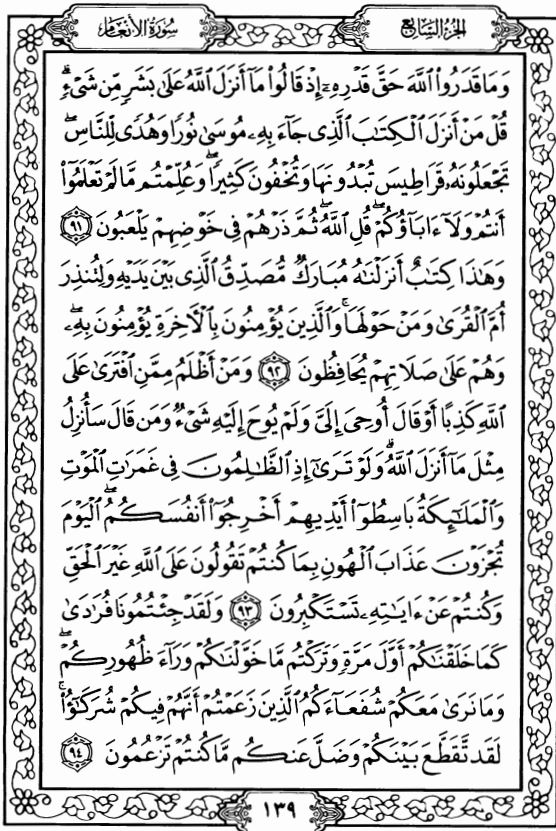 سورة الأنعام
الجزء السابع
وَمَا قَدَرُواْ ٱللَّهَ حَقَّ قَدْرِهِۦٓ إِذْ قَالُواْ مَآ أَنزَلَ ٱللَّهُ عَلَىٰ بَشَرٍ مِّن شَىْءٍۗ
قُلْ مَنْ أَنزَلَ ٱلْكِتَٰبَ ٱلَّذِى جَآءَ بِهِۦ مُوسَىٰ نُورًا وَهُدًى لِّلنَّاسِۖ
تَجْعَلُونَهُۥ قَرَاطِيسَ تُبْدُونَهَا وَتُخْفُونَ كَثِيرًاۖ وَعُلِّمْتُم مَّا لَمْ تَعْلَمُوٓاْ
أَنتُمْ وَلَآ ءَابَآؤُكُمْۖ قُلِ ٱللَّهُۖ ثُمَّ ذَرْهُمْ فِى خَوْضِهِمْ يَلْعَبُونَ ٩١
وَهَٰذَا كِتَٰبٌ أَنزَلْنَٰهُ مُبَارَكٌ مُّصَدِّقُ ٱلَّذِى بَيْنَ يَدَيْهِ وَلِتُنذِرَ
أُمَّ ٱلْقُرَىٰ وَمَنْ حَوْلَهَاۚ وَٱلَّذِينَ يُؤْمِنُونَ بِٱلْأَخِرَةِ يُؤْمِنُونَ بِهِۦۖ
وَهُمْ عَلَىٰ صَلَاتِهِمْ يُحَافِظُونَ ٩٢ وَمَنْ أَظْلَمُ مِمَّنِ ٱفْتَرَىٰ عَلَى
ٱللَّهِ كَذِبًا أَوْ قَالَ أُوحِىَ إِلَىَّ وَلَمْ يُوحَ إِلَيْهِ شَىْءٌ وَمَن قَالَ سَأُنزِلُ
مِثْلَ مَآ أَنزَلَ ٱللَّهُۗ وَلَوْ تَرَىٰٓ إِذِ ٱلظَّٰلِمُونَ فِى غَمَرَٰتِ ٱلْمَوْتِ
وَٱلْمَلَٰٓئِكَةُ بَاسِطُوٓاْ أَيْدِيهِمْ أَخْرِجُوٓاْ أَنفُسَكُمُۖ ٱلْيَوْمَ
تُجْزَوْنَ عَذَابَ ٱلْهُونِ بِمَا كُنتُمْ تَقُولُونَ عَلَى ٱللَّهِ غَيْرَ ٱلْحَقِّ
وَكُنتُمْ عَنْ ءَايَٰتِهِۦ تَسْتَكْبِرُونَ ٩٣ وَلَقَدْ جِئْتُمُونَا فُرَٰدَىٰ
كَمَا خَلَقْنَٰكُمْ أَوَّلَ مَرَّةٍ وَتَرَكْتُم مَّا خَوَّلْنَٰكُمْ وَرَآءَ ظُهُورِكُمْۖ
وَمَا نَرَىٰ مَعَكُمْ شُفَعَآءَكُمُ ٱلَّذِينَ زَعَمْتُمْ أَنَّهُمْ فِيكُمْ شُرَكَٰٓؤُاْۚ
لَقَد تَّقَطَّعَ بَيْنَكُمْ وَضَلَّ عَنكُم مَّا كُنتُمْ تَزْعُمُونَ ٩٤
١٣٩